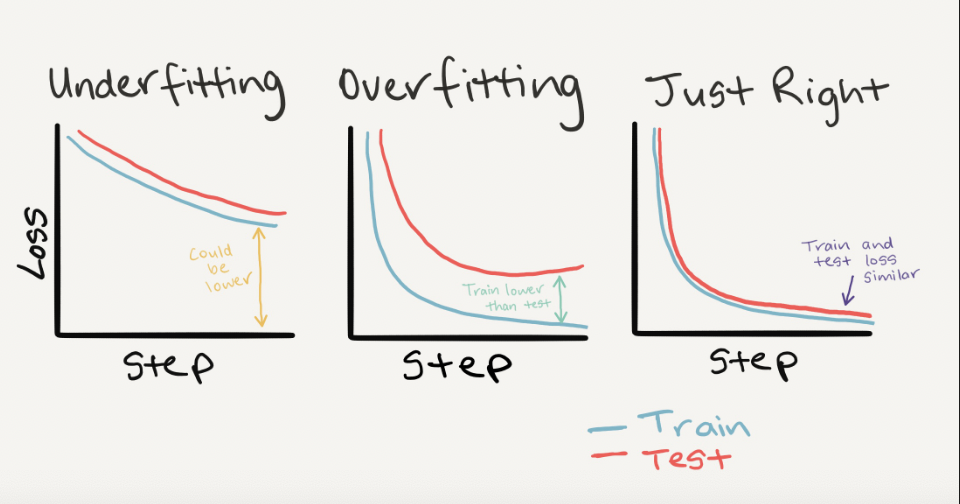 Underfitting
Overfitting
Just Right
Loss
Could
be
lower
Step
Train lower
than test
Step
Train and
test loss
similar
Step
Train
Test